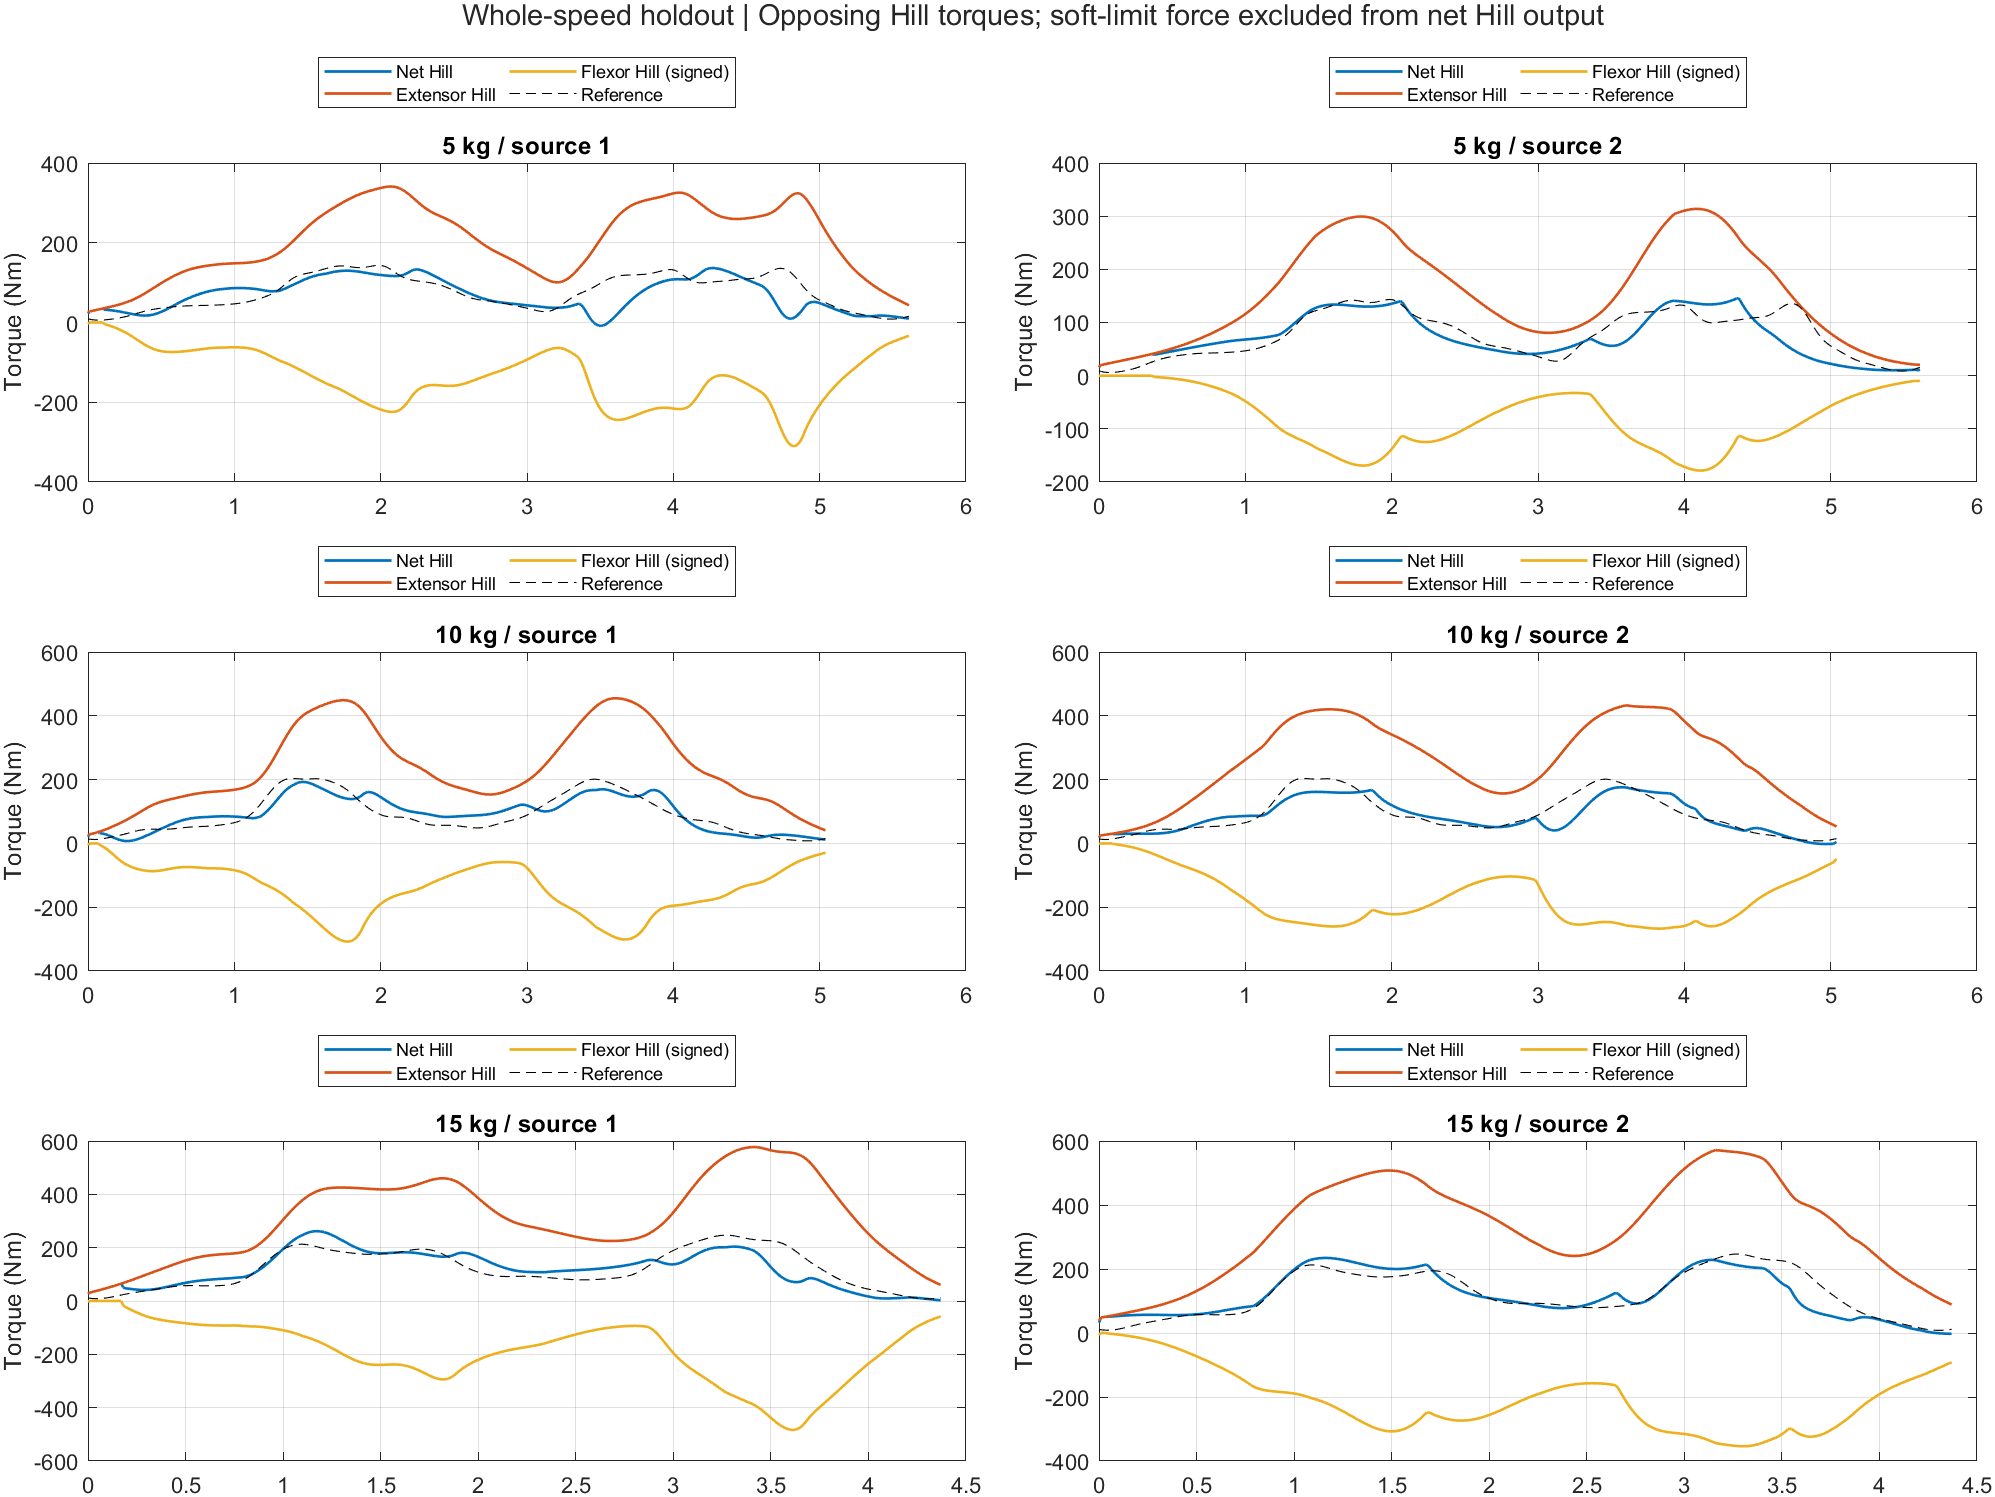 Whole-speed holdout | Opposing Hill torques; soft-limit force excluded from net Hill output
Net Hill Flexor Hill (signed)
Extensor Hill Reference
5 kg / source 1
400
200
0
-200
-400
Torque (Nm)
0 1 2 3 4 5 6
Net Hill Flexor Hill (signed)
Extensor Hill Reference
5 kg / source 2
400
300
200
100
0
-100
-200
Torque (Nm)
0 1 2 3 4 5 6
Net Hill Flexor Hill (signed)
Extensor Hill Reference
10 kg / source 1
600
400
200
0
-200
-400
Torque (Nm)
0 1 2 3 4 5 6
Net Hill Flexor Hill (signed)
Extensor Hill Reference
10 kg / source 2
600
400
200
0
-200
-400
Torque (Nm)
0 1 2 3 4 5 6
Net Hill Flexor Hill (signed)
Extensor Hill Reference
15 kg / source 1
600
400
200
0
-200
-400
-600
Torque (Nm)
0 0.5 1 1.5 2 2.5 3 3.5 4 4.5
Net Hill Flexor Hill (signed)
Extensor Hill Reference
15 kg / source 2
600
400
200
0
-200
-400
Torque (Nm)
0 0.5 1 1.5 2 2.5 3 3.5 4 4.5